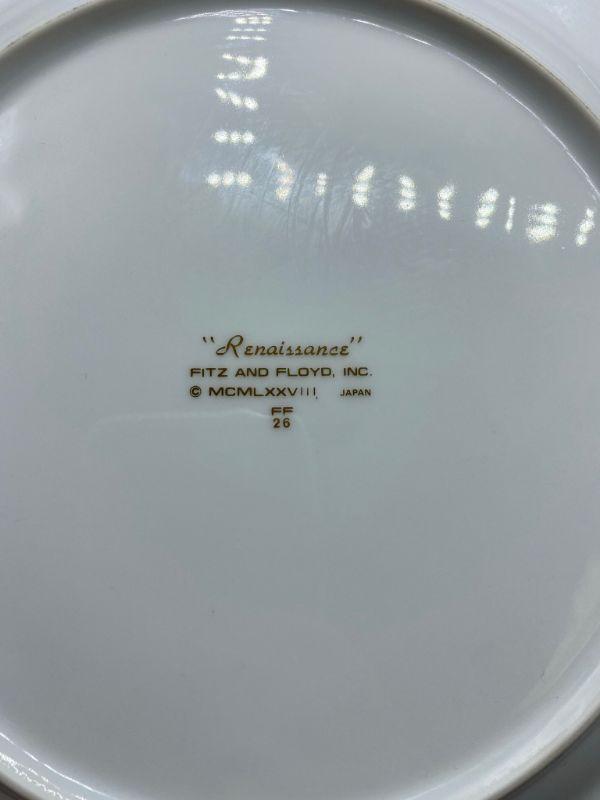 "Renaissance"
FITZ AND FLOYD, INC.
© MCMLXXVIII JAPAN
FF
26